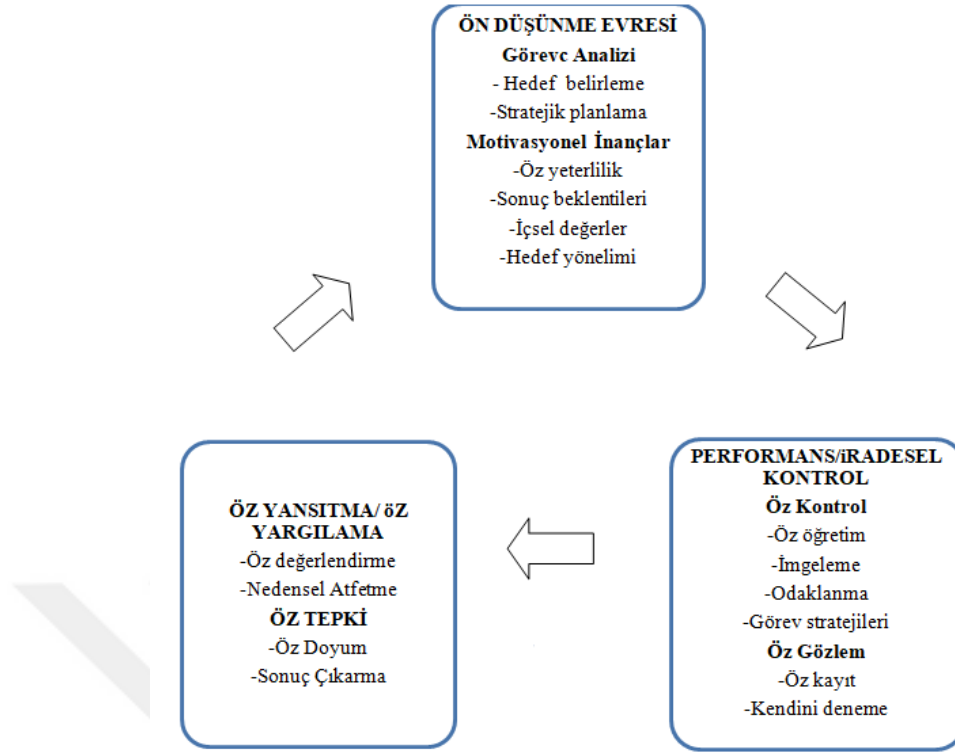 ÖN DÜŞÜNME EVRESİ
Görevc Analizi
- Hedef belirleme
-Stratejik planlama
Motivasyonel İnançlar
-Öz yeterlilik
-Sonuç beklentileri
-İçsel değerler
-Hedef yönelimi
PERFORMANS/iRADESEL
KONTROL
Öz Kontrol
-Öz öğretim
-İmgeleme
-Odaklanma
-Görev stratejileri
Öz Gözlem
-Öz kayıt
-Kendini deneme
ÖZ YANSITMA/ öZ
YARGILAMA
-Öz değerlendirme
-Nedensel Atfetme
ÖZ TEPKİ
-Öz Doyum
-Sonuç Çıkarma